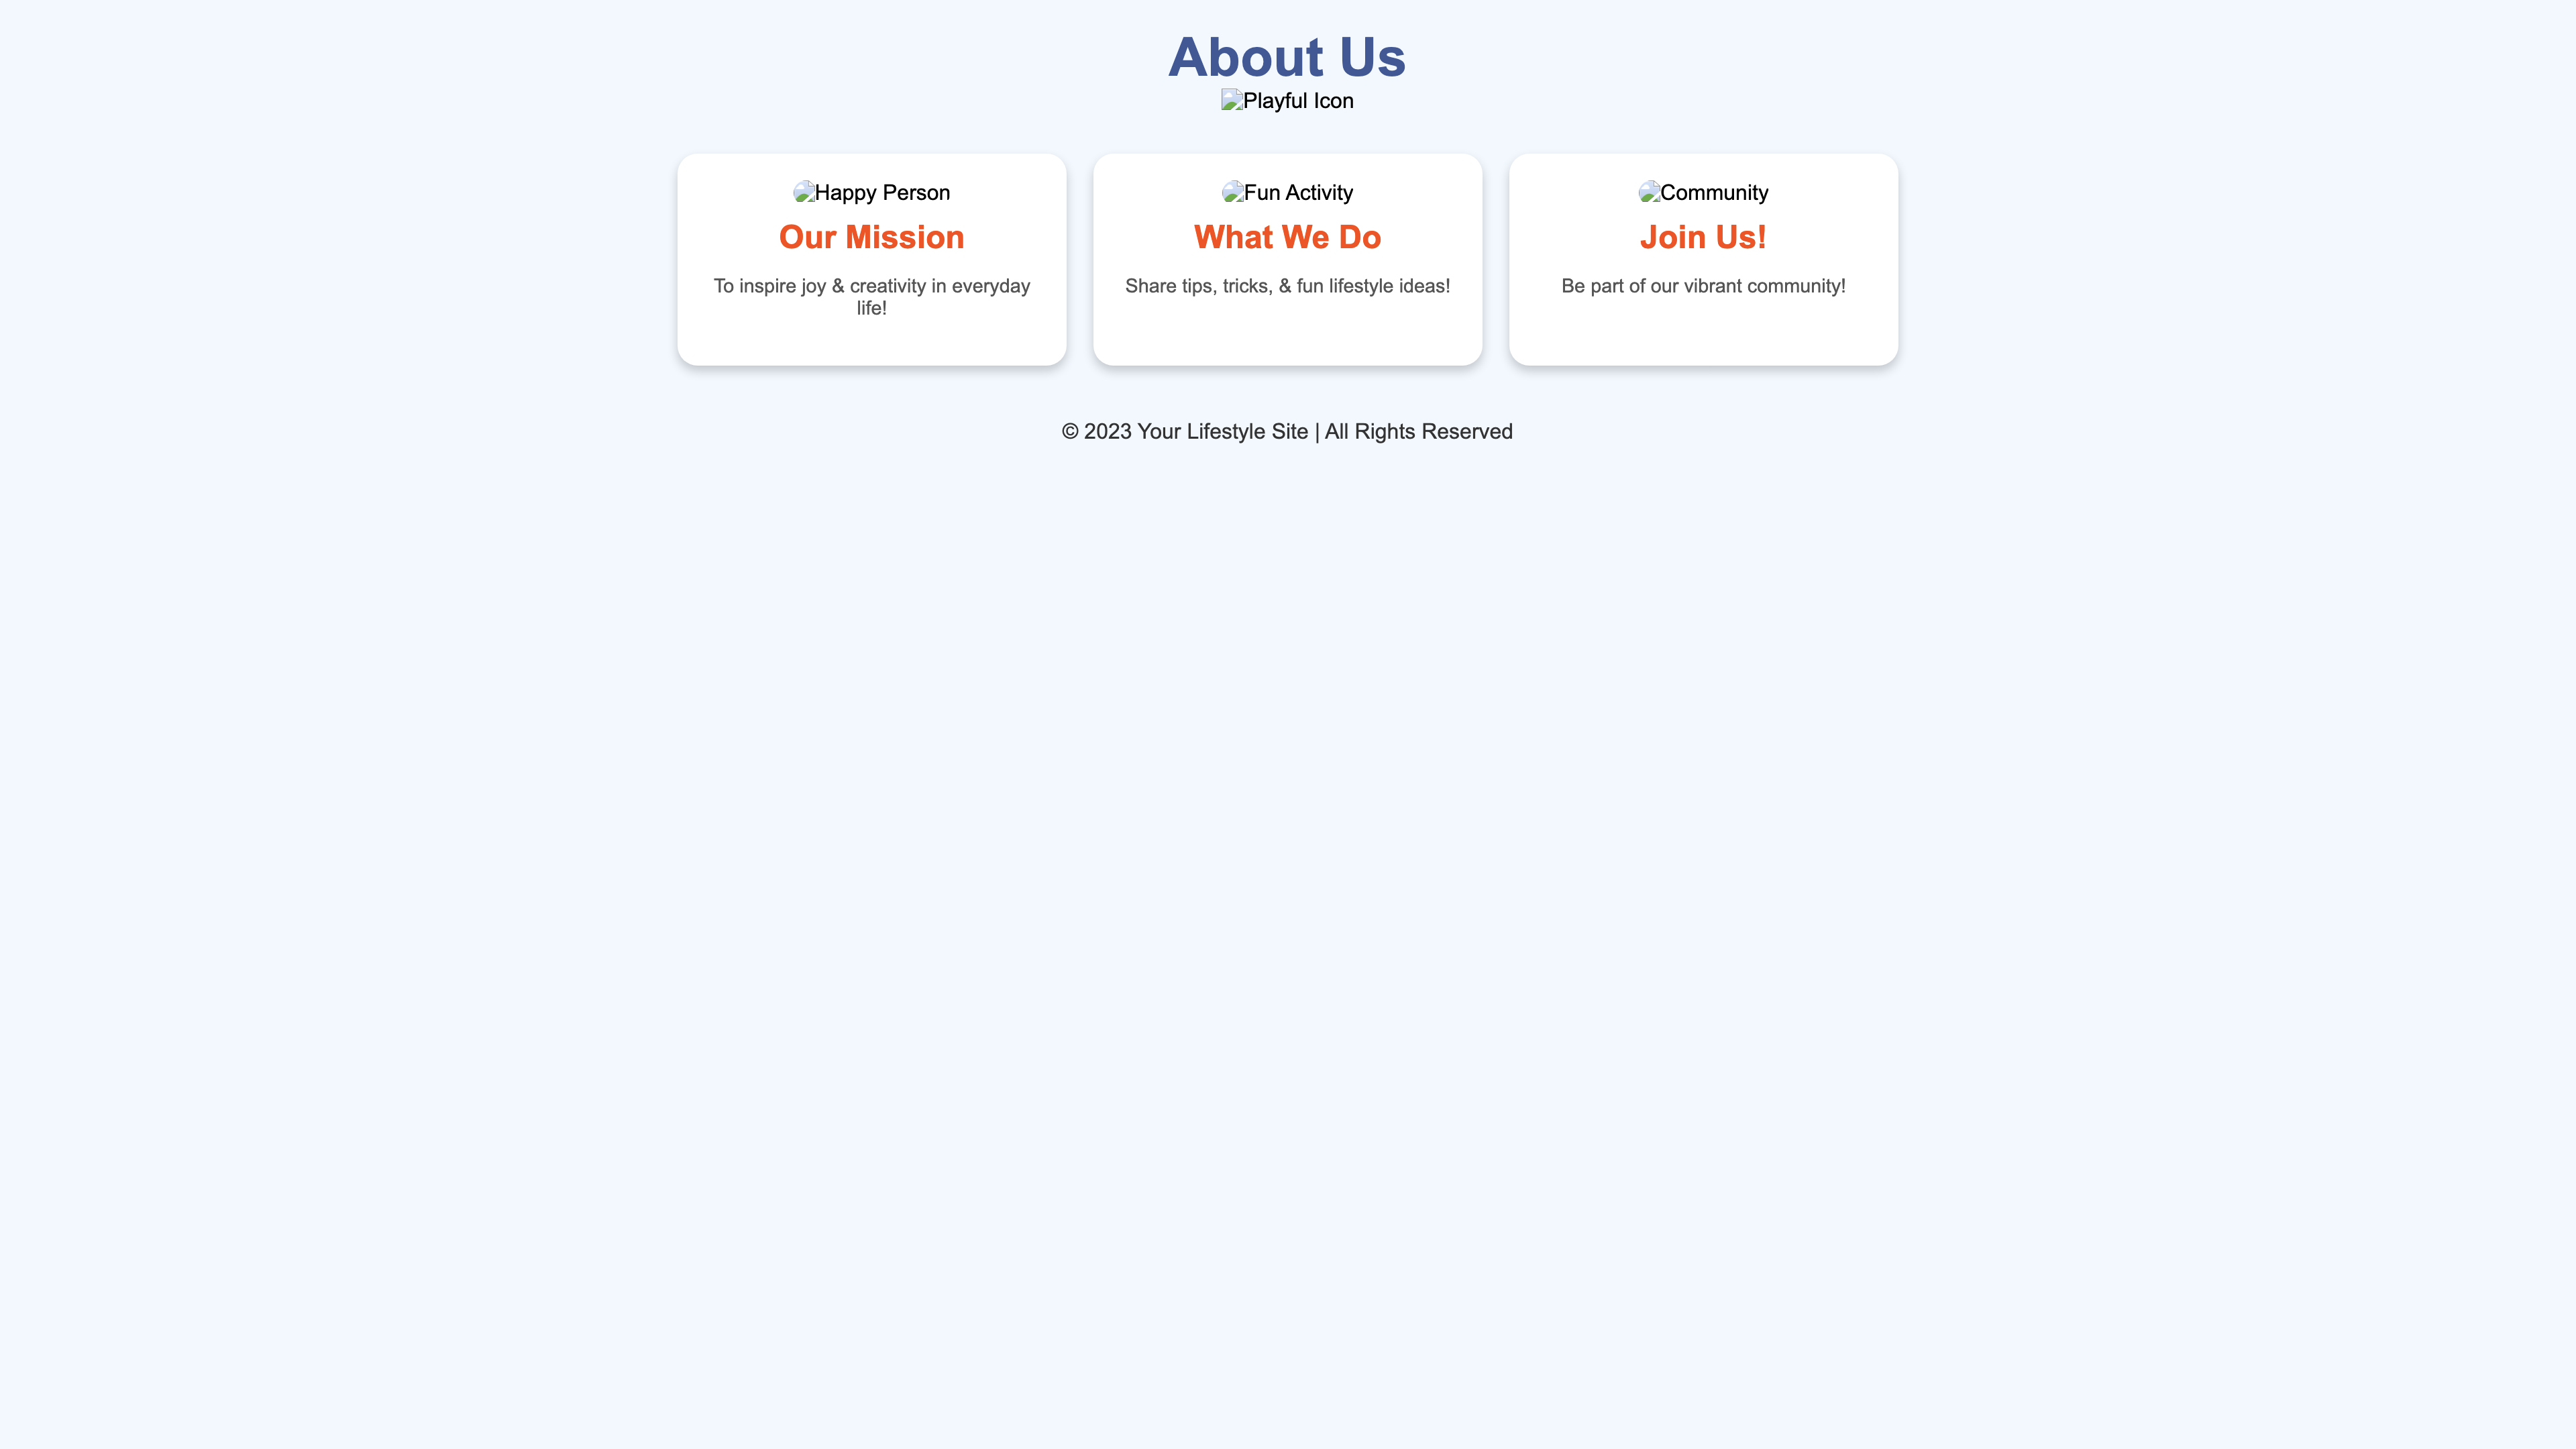 About Us
Playful Icon
Happy Person
Our Mission
To inspire joy & creativity in everyday
life!
Fun Activity
What We Do
Share tips, tricks, & fun lifestyle ideas!
Community
Join Us!
Be part of our vibrant community!
© 2023 Your Lifestyle Site | All Rights Reserved